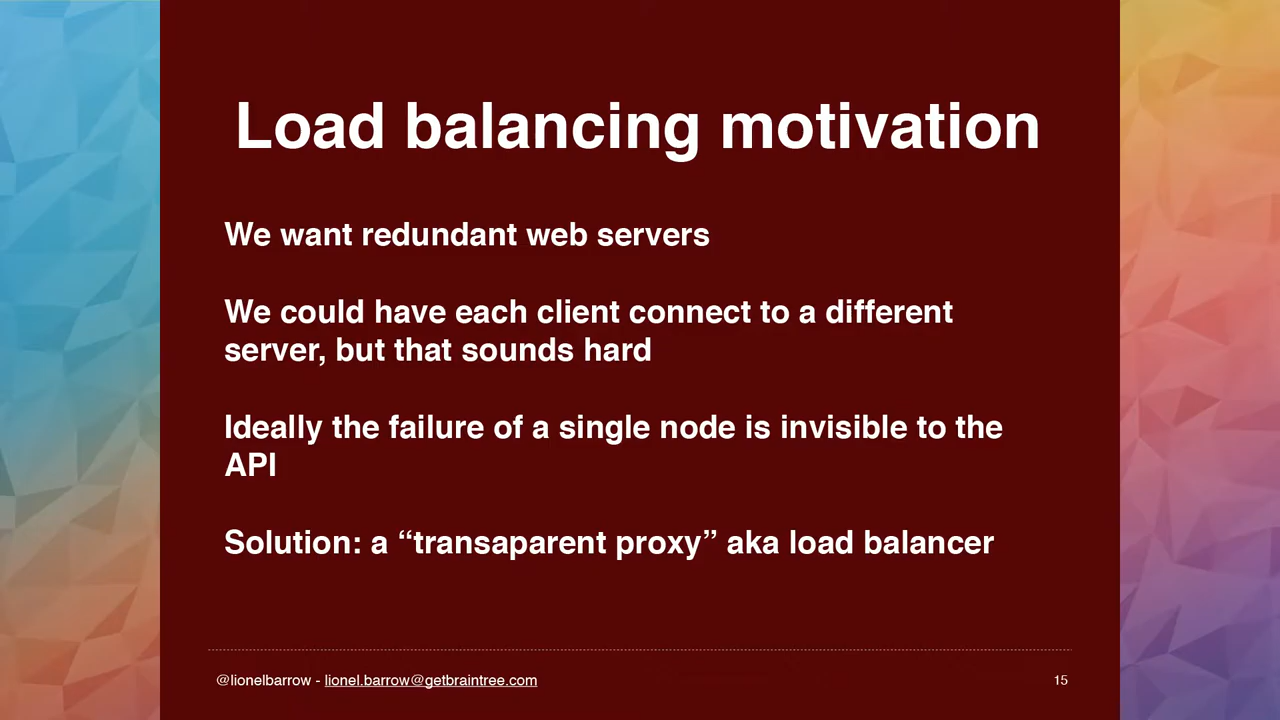 Load balancing motivation
We want redundant web servers
We could have each client connect to a different
server, but that sounds hard
Ideally the failure of a single node is invisible to the
API
Solution: a “transaparent proxy” aka load balancer
@lionelbarrow - lionel.barrow@getbraintree.com
15